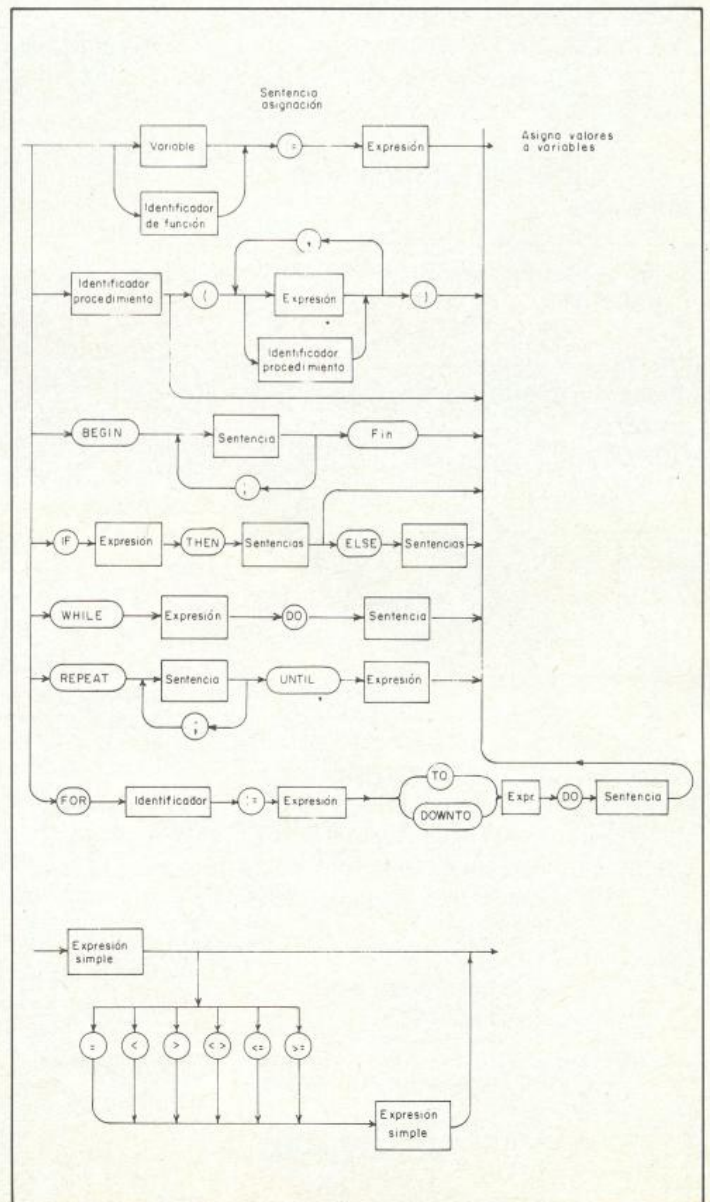 Sentencia
asignación
Variable
:=
Expresión
Asigna valores
a variables
Identificador
de función
,
Identificador
procedimiento
(
Expresión
)
Identificador
procedimiento
BEGIN
Sentencia
Fin
;
IF
Expresión
THEN
Sentencias
ELSE
Sentencias
WHILE
Expresión
DO
Sentencia
REPEAT
Sentencia
UNTIL
Expresión
;
FOR
Identificador
:=
Expresión
TO
DOWNTO
Expr.
DO
Sentencia
Expresión
simple
=
<
>
< >
<=
>=
Expresión
simple